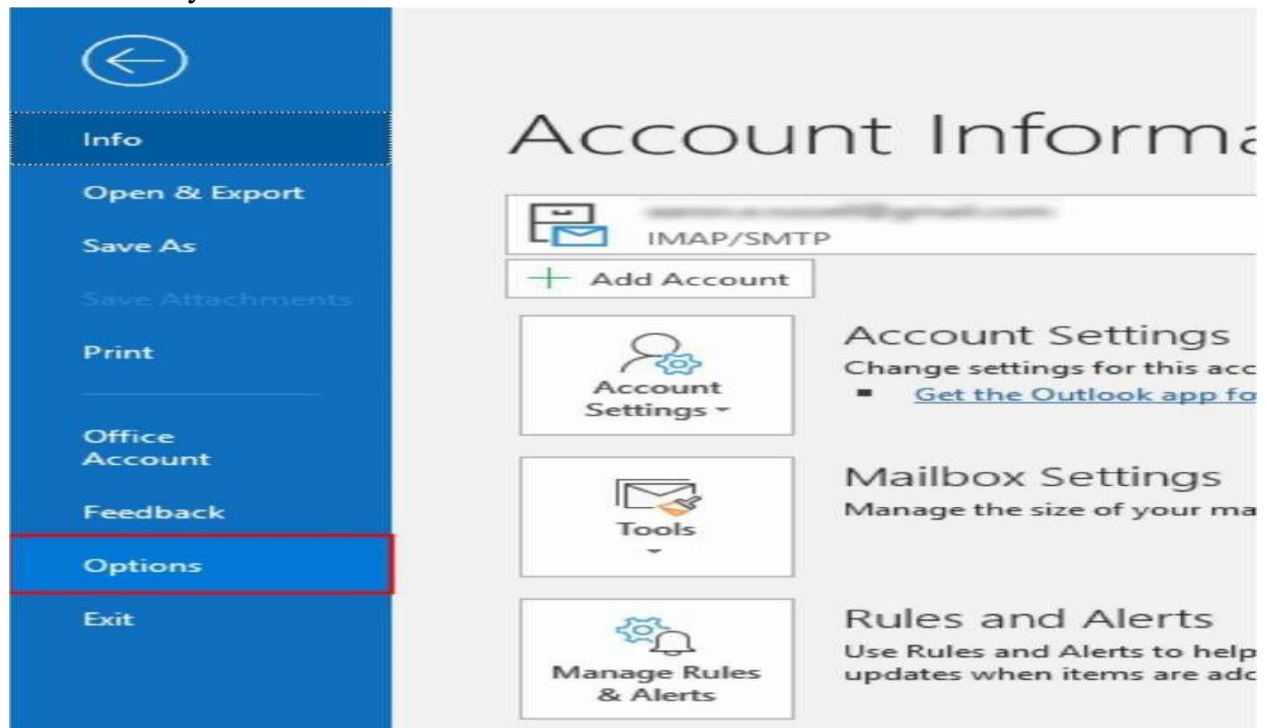 Info
Open & Export
Save As
Save Attachments
Print
Office
Account
Feedback
Options
Exit
Account Informa
IMAP/SMTP
+ Add Account
Account
Settings
Account Settings
Change settings for this acc
Get the Outlook app fo
Tools
Mailbox Settings
Manage the size of your ma
Manage Rules
& Alerts
Rules and Alerts
Use Rules and Alerts to help
updates when items are add